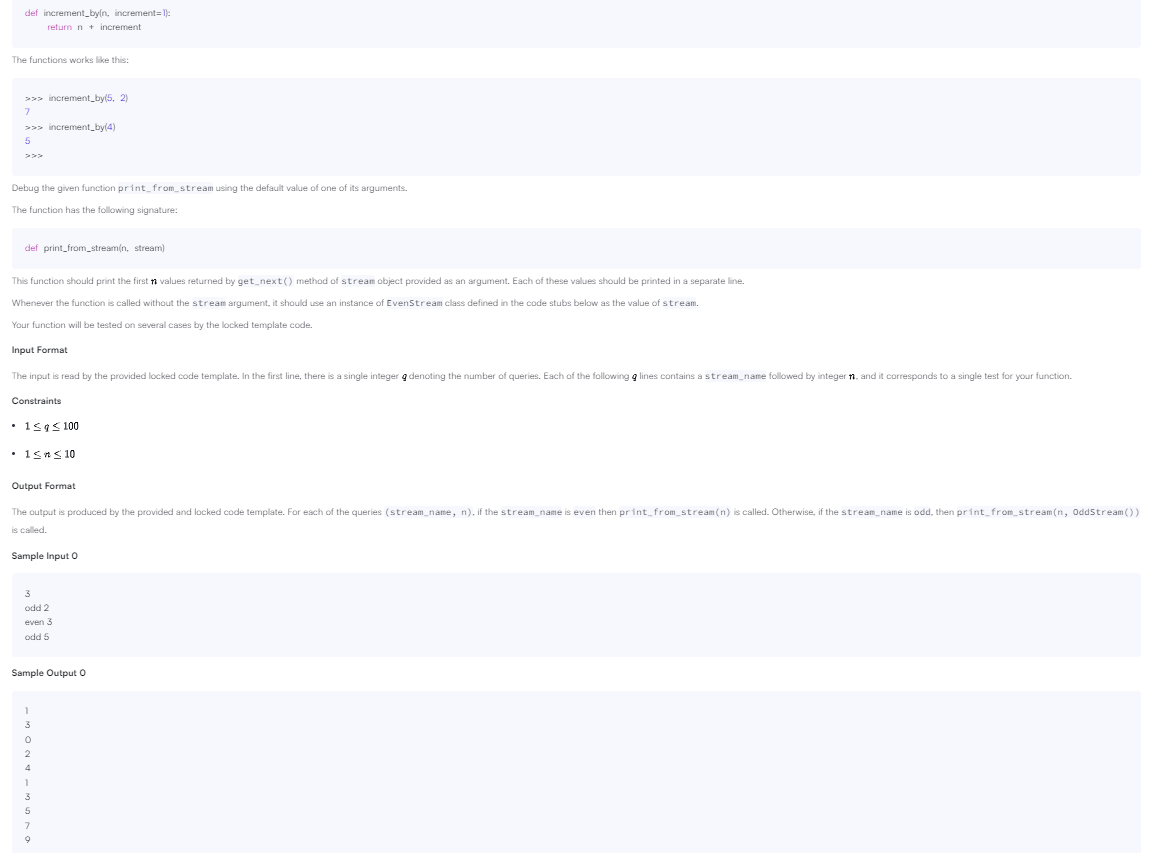 def increment_by(n, increment=1):
return n + increment
The functions works like this:
>>> increment_by(5, 2)
7
>>> increment_by(4)
5
>>>
Debug the given function print_from_stream using the default value of one of its arguments.
The function has the following signature:
def print_from_stream(n, stream)
This function should print the first n values returned by get_next() method of stream object provided as an argument. Each of these values should be printed in a separate line.
Whenever the function is called without the stream argument, it should use an instance of EvenStream class defined in the code stubs below as the value of stream.
Your function will be tested on several cases by the locked template code.
Input Format
The input is read by the provided locked code template. In the first line, there is a single integer q denoting the number of queries. Each of the following q lines contains a stream_name followed by integer n, and it corresponds to a single test for your function.
Constraints
• 1 ≤ q ≤ 100
• 1 ≤ n ≤ 10
Output Format
The output is produced by the provided and locked code template. For each of the queries (stream_name, n), if the stream_name is even then print_from_stream(n) is called. Otherwise, if the stream_name is odd, then print_from_stream(n, OddStream())
is called.
Sample Input 0
3
odd 2
even 3
odd 5
Sample Output 0
1
3
0
2
4
1
3
5
7
9